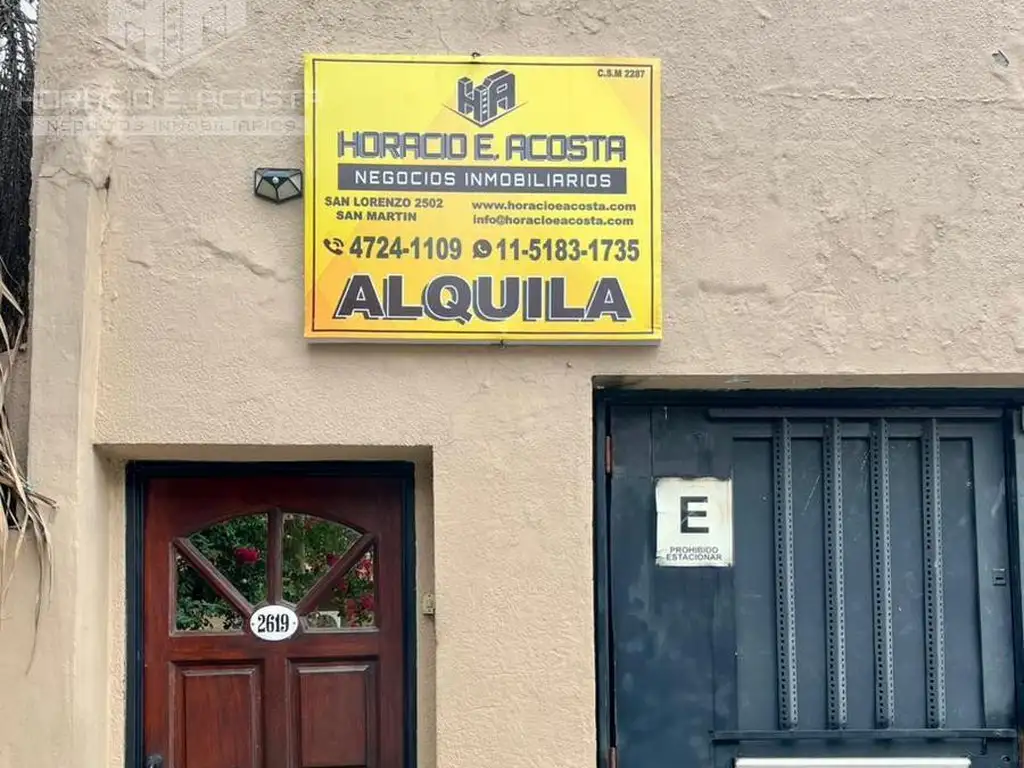 HORACIO E. ACOSTA
NEGOCIOS INMOBILIARIOS
C.S.M 2287
HA
HORACIO E. ACOSTA
NEGOCIOS INMOBILIARIOS
SAN LORENZO 2502
SAN MARTIN
www.horacioeacosta.com
info@horacioeacosta.com
4724-1109
11-5183-1735
ALQUILA
E
PROHIBIDO
ESTACIONAR
2619